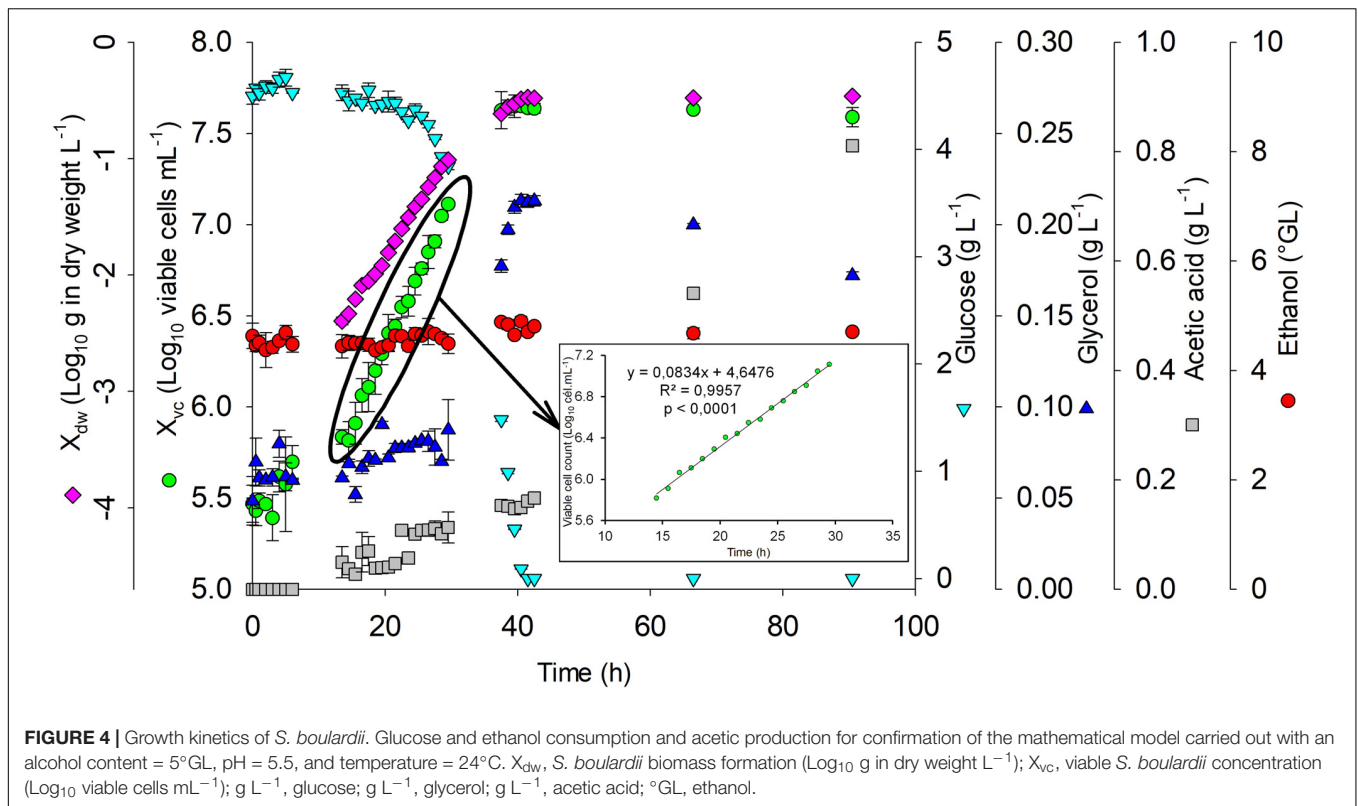 0
-1
-2
-3
-4
X_dw (Log₁₀ g in dry weight L⁻¹)
8.0
7.5
7.0
6.5
6.0
5.5
5.0
X_vc (Log₁₀ viable cells mL⁻¹)
5
4
3
2
1
0
Glucose (g L⁻¹)
0.30
0.25
0.20
0.15
0.10
0.05
0.00
Glycerol (g L⁻¹)
1.0
0.8
0.6
0.4
0.2
0.0
Acetic acid (g L⁻¹)
10
8
6
4
2
0
Ethanol (°GL)
7.2
6.8
6.4
6.0
5.6
Viable cell count (Log₁₀ cél.mL⁻¹)
y = 0,0834x + 4,6476
R² = 0,9957
p < 0,0001
10 15 20 25 30 35
Time (h)
0 20 40 60 80 100
Time (h)
FIGURE 4 | Growth kinetics of S. boulardii. Glucose and ethanol consumption and acetic production for confirmation of the mathematical model carried out with an
alcohol content = 5°GL, pH = 5.5, and temperature = 24°C. X_dw, S. boulardii biomass formation (Log₁₀ g in dry weight L⁻¹); X_vc, viable S. boulardii concentration
(Log₁₀ viable cells mL⁻¹); g L⁻¹, glucose; g L⁻¹, glycerol; g L⁻¹, acetic acid; °GL, ethanol.